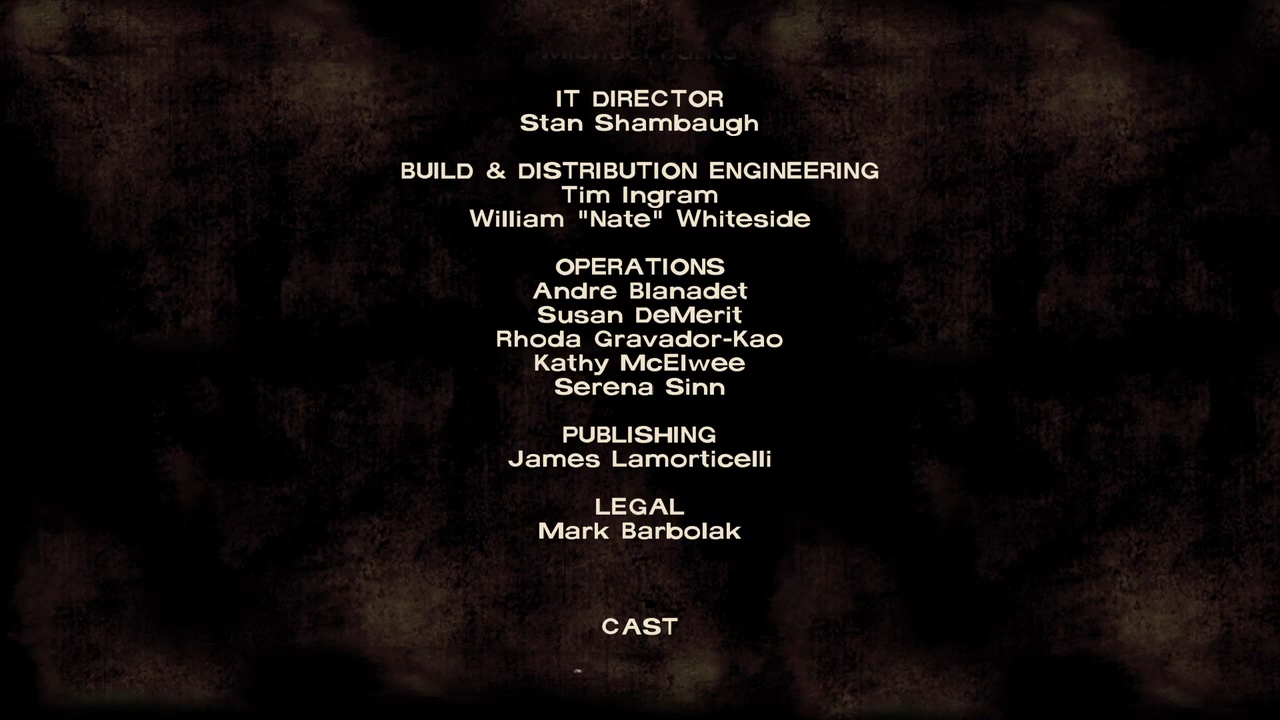 IT DIRECTOR
Stan Shambaugh
BUILD & DISTRIBUTION ENGINEERING
Tim Ingram
William "Nate" Whiteside
OPERATIONS
Andre Blanadet
Susan DeMerit
Rhoda Gravador-Kao
Kathy McElwee
Serena Sinn
PUBLISHING
James Lamorticelli
LEGAL
Mark Barbolak
CAST